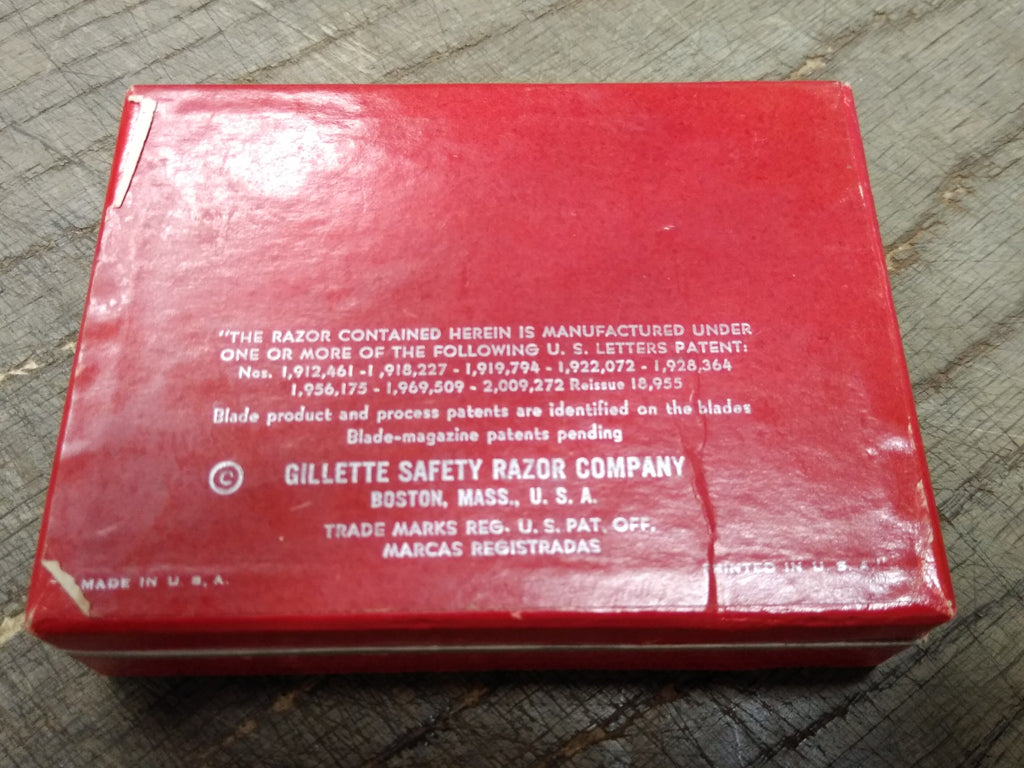 "THE RAZOR CONTAINED HEREIN IS MANUFACTURED UNDER
ONE OR MORE OF THE FOLLOWING U. S. LETTERS PATENT:
Nos. 1,912,461 -1,918,227 - 1,919,794 - 1,922,072 - 1,928,364
1,956,175 - 1,969,509 - 2,009,272 Reissue 18,955
Blade product and process patents are identified on the blades
Blade-magazine patents pending
© GILLETTE SAFETY RAZOR COMPANY
BOSTON, MASS., U. S. A.
TRADE MARKS REG. U. S. PAT. OFF.
MARCAS REGISTRADAS
MADE IN U. S. A.
PRINTED IN U. S. A."